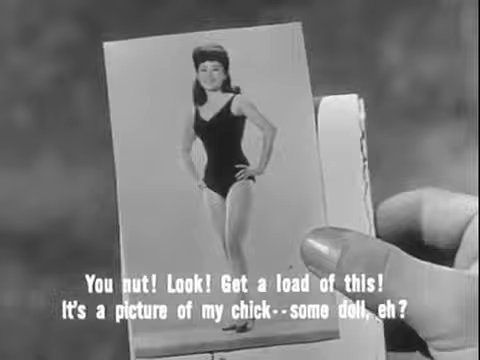 You nut! Look! Get a load of this!
It's a picture of my chick--some doll, eh?